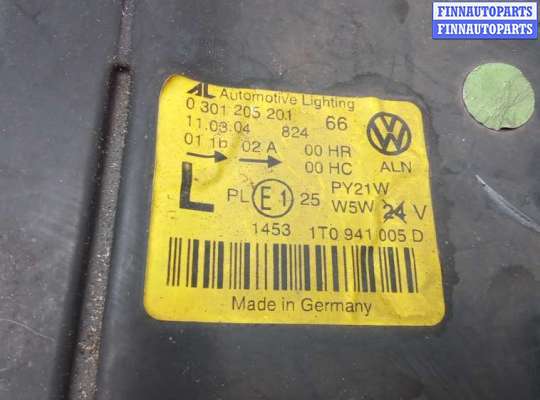 FINNAUTOPARTS
FINNAUTOPARTS
AL Automotive Lighting
0 301 205 201 66
11.03.04 824
01 1b 02 A 00 HR
00 HC ALN
L PL E1 25 PY21W
W5W 24 V
1453 1T0 941 005 D
Made in Germany